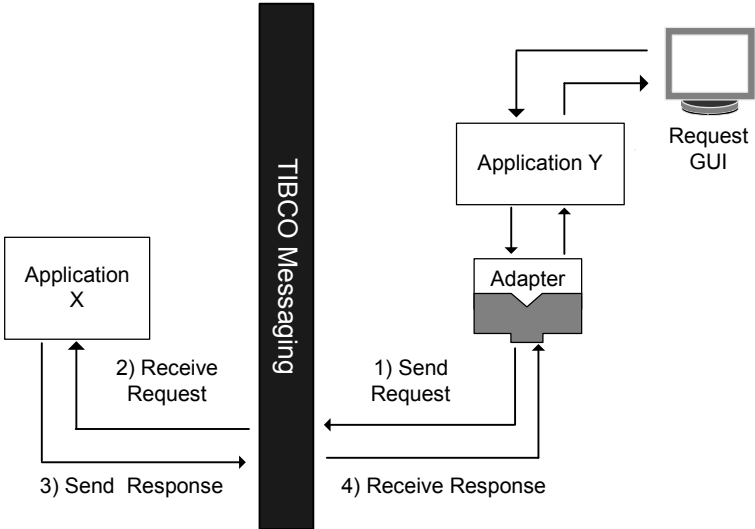 Request
GUI
Application Y
TIBCO Messaging
Adapter
Application
X
2) Receive
Request
1) Send
Request
3) Send Response
4) Receive Response